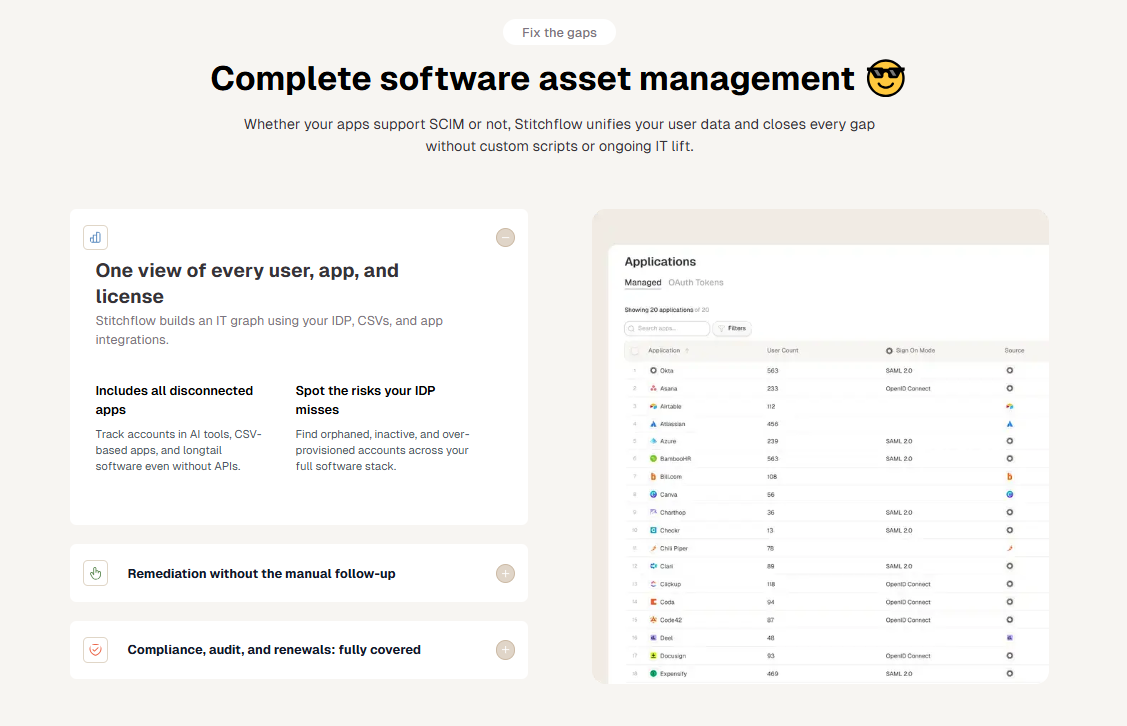 Fix the gaps
Complete software asset management 😎
Whether your apps support SCIM or not, Stitchflow unifies your user data and closes every gap
without custom scripts or ongoing IT lift.
One view of every user, app, and
license
Stitchflow builds an IT graph using your IDP, CSVs, and app
integrations.
Includes all disconnected
apps
Track accounts in AI tools, CSV-
based apps, and longtail
software even without APIs.
Spot the risks your IDP
misses
Find orphaned, inactive, and over-
provisioned accounts across your
full software stack.
Remediation without the manual follow-up
Compliance, audit, and renewals: fully covered
Applications
Managed OAuth Tokens
Showing 20 applications of 20
Search apps... Filters
Application ↑ User Count Sign On Mode Source
1 Okta 563 SAML 2.0
2 Asana 233 OpenID Connect
3 Airtable 112
4 Atlassian 456
5 Azure 239 SAML 2.0
6 BambooHR 563 SAML 2.0
7 Bill.com 108
8 Canva 56
9 Charthop 36 SAML 2.0
10 Checkr 13 SAML 2.0
11 Chili Piper 78
12 Clari 89 SAML 2.0
13 Clickup 118 OpenID Connect
14 Coda 94 OpenID Connect
15 Code42 87 OpenID Connect
16 Deel 48
17 Docusign 93 OpenID Connect
18 Expensify 469 SAML 2.0